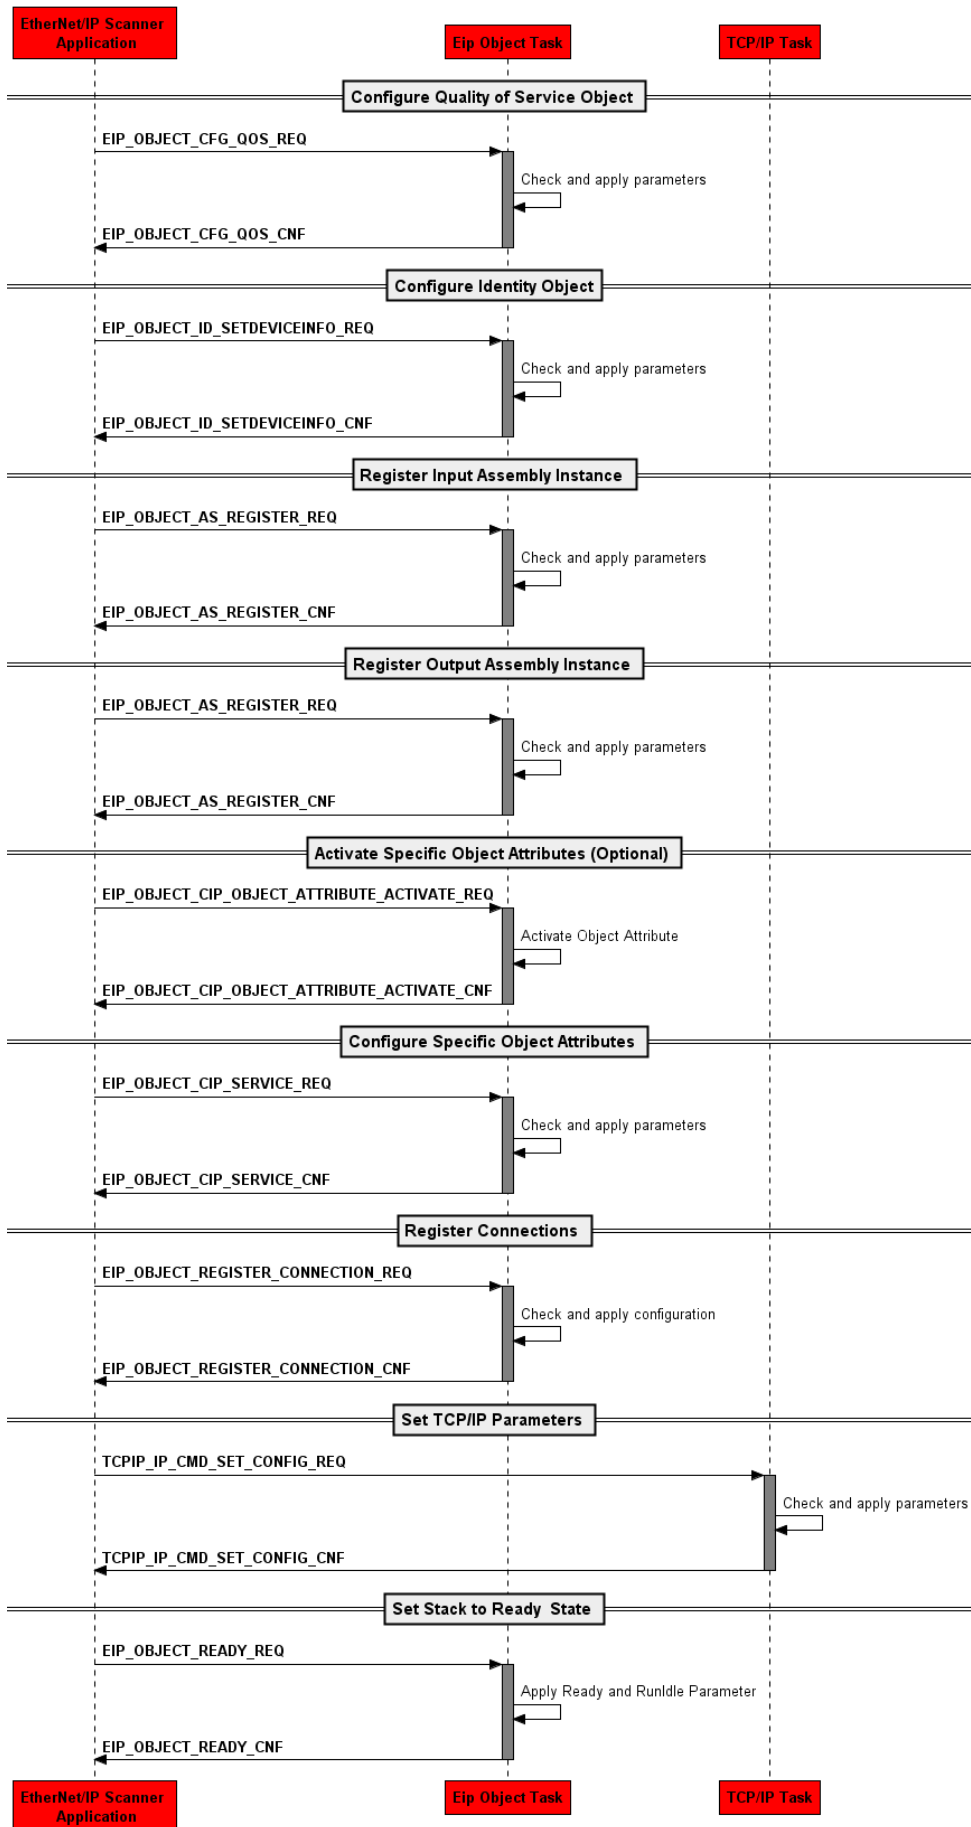 EtherNet/IP Scanner
Application
Eip Object Task
TCP/IP Task
Configure Quality of Service Object
EIP_OBJECT_CFG_QOS_REQ
Check and apply parameters
EIP_OBJECT_CFG_QOS_CNF
Configure Identity Object
EIP_OBJECT_ID_SETDEVICEINFO_REQ
Check and apply parameters
EIP_OBJECT_ID_SETDEVICEINFO_CNF
Register Input Assembly Instance
EIP_OBJECT_AS_REGISTER_REQ
Check and apply parameters
EIP_OBJECT_AS_REGISTER_CNF
Register Output Assembly Instance
EIP_OBJECT_AS_REGISTER_REQ
Check and apply parameters
EIP_OBJECT_AS_REGISTER_CNF
Activate Specific Object Attributes (Optional)
EIP_OBJECT_CIP_OBJECT_ATTRIBUTE_ACTIVATE_REQ
Activate Object Attribute
EIP_OBJECT_CIP_OBJECT_ATTRIBUTE_ACTIVATE_CNF
Configure Specific Object Attributes
EIP_OBJECT_CIP_SERVICE_REQ
Check and apply parameters
EIP_OBJECT_CIP_SERVICE_CNF
Register Connections
EIP_OBJECT_REGISTER_CONNECTION_REQ
Check and apply configuration
EIP_OBJECT_REGISTER_CONNECTION_CNF
Set TCP/IP Parameters
TCPIP_IP_CMD_SET_CONFIG_REQ
Check and apply parameters
TCPIP_IP_CMD_SET_CONFIG_CNF
Set Stack to Ready State
EIP_OBJECT_READY_REQ
Apply Ready and RunIdle Parameter
EIP_OBJECT_READY_CNF
EtherNet/IP Scanner
Application
Eip Object Task
TCP/IP Task